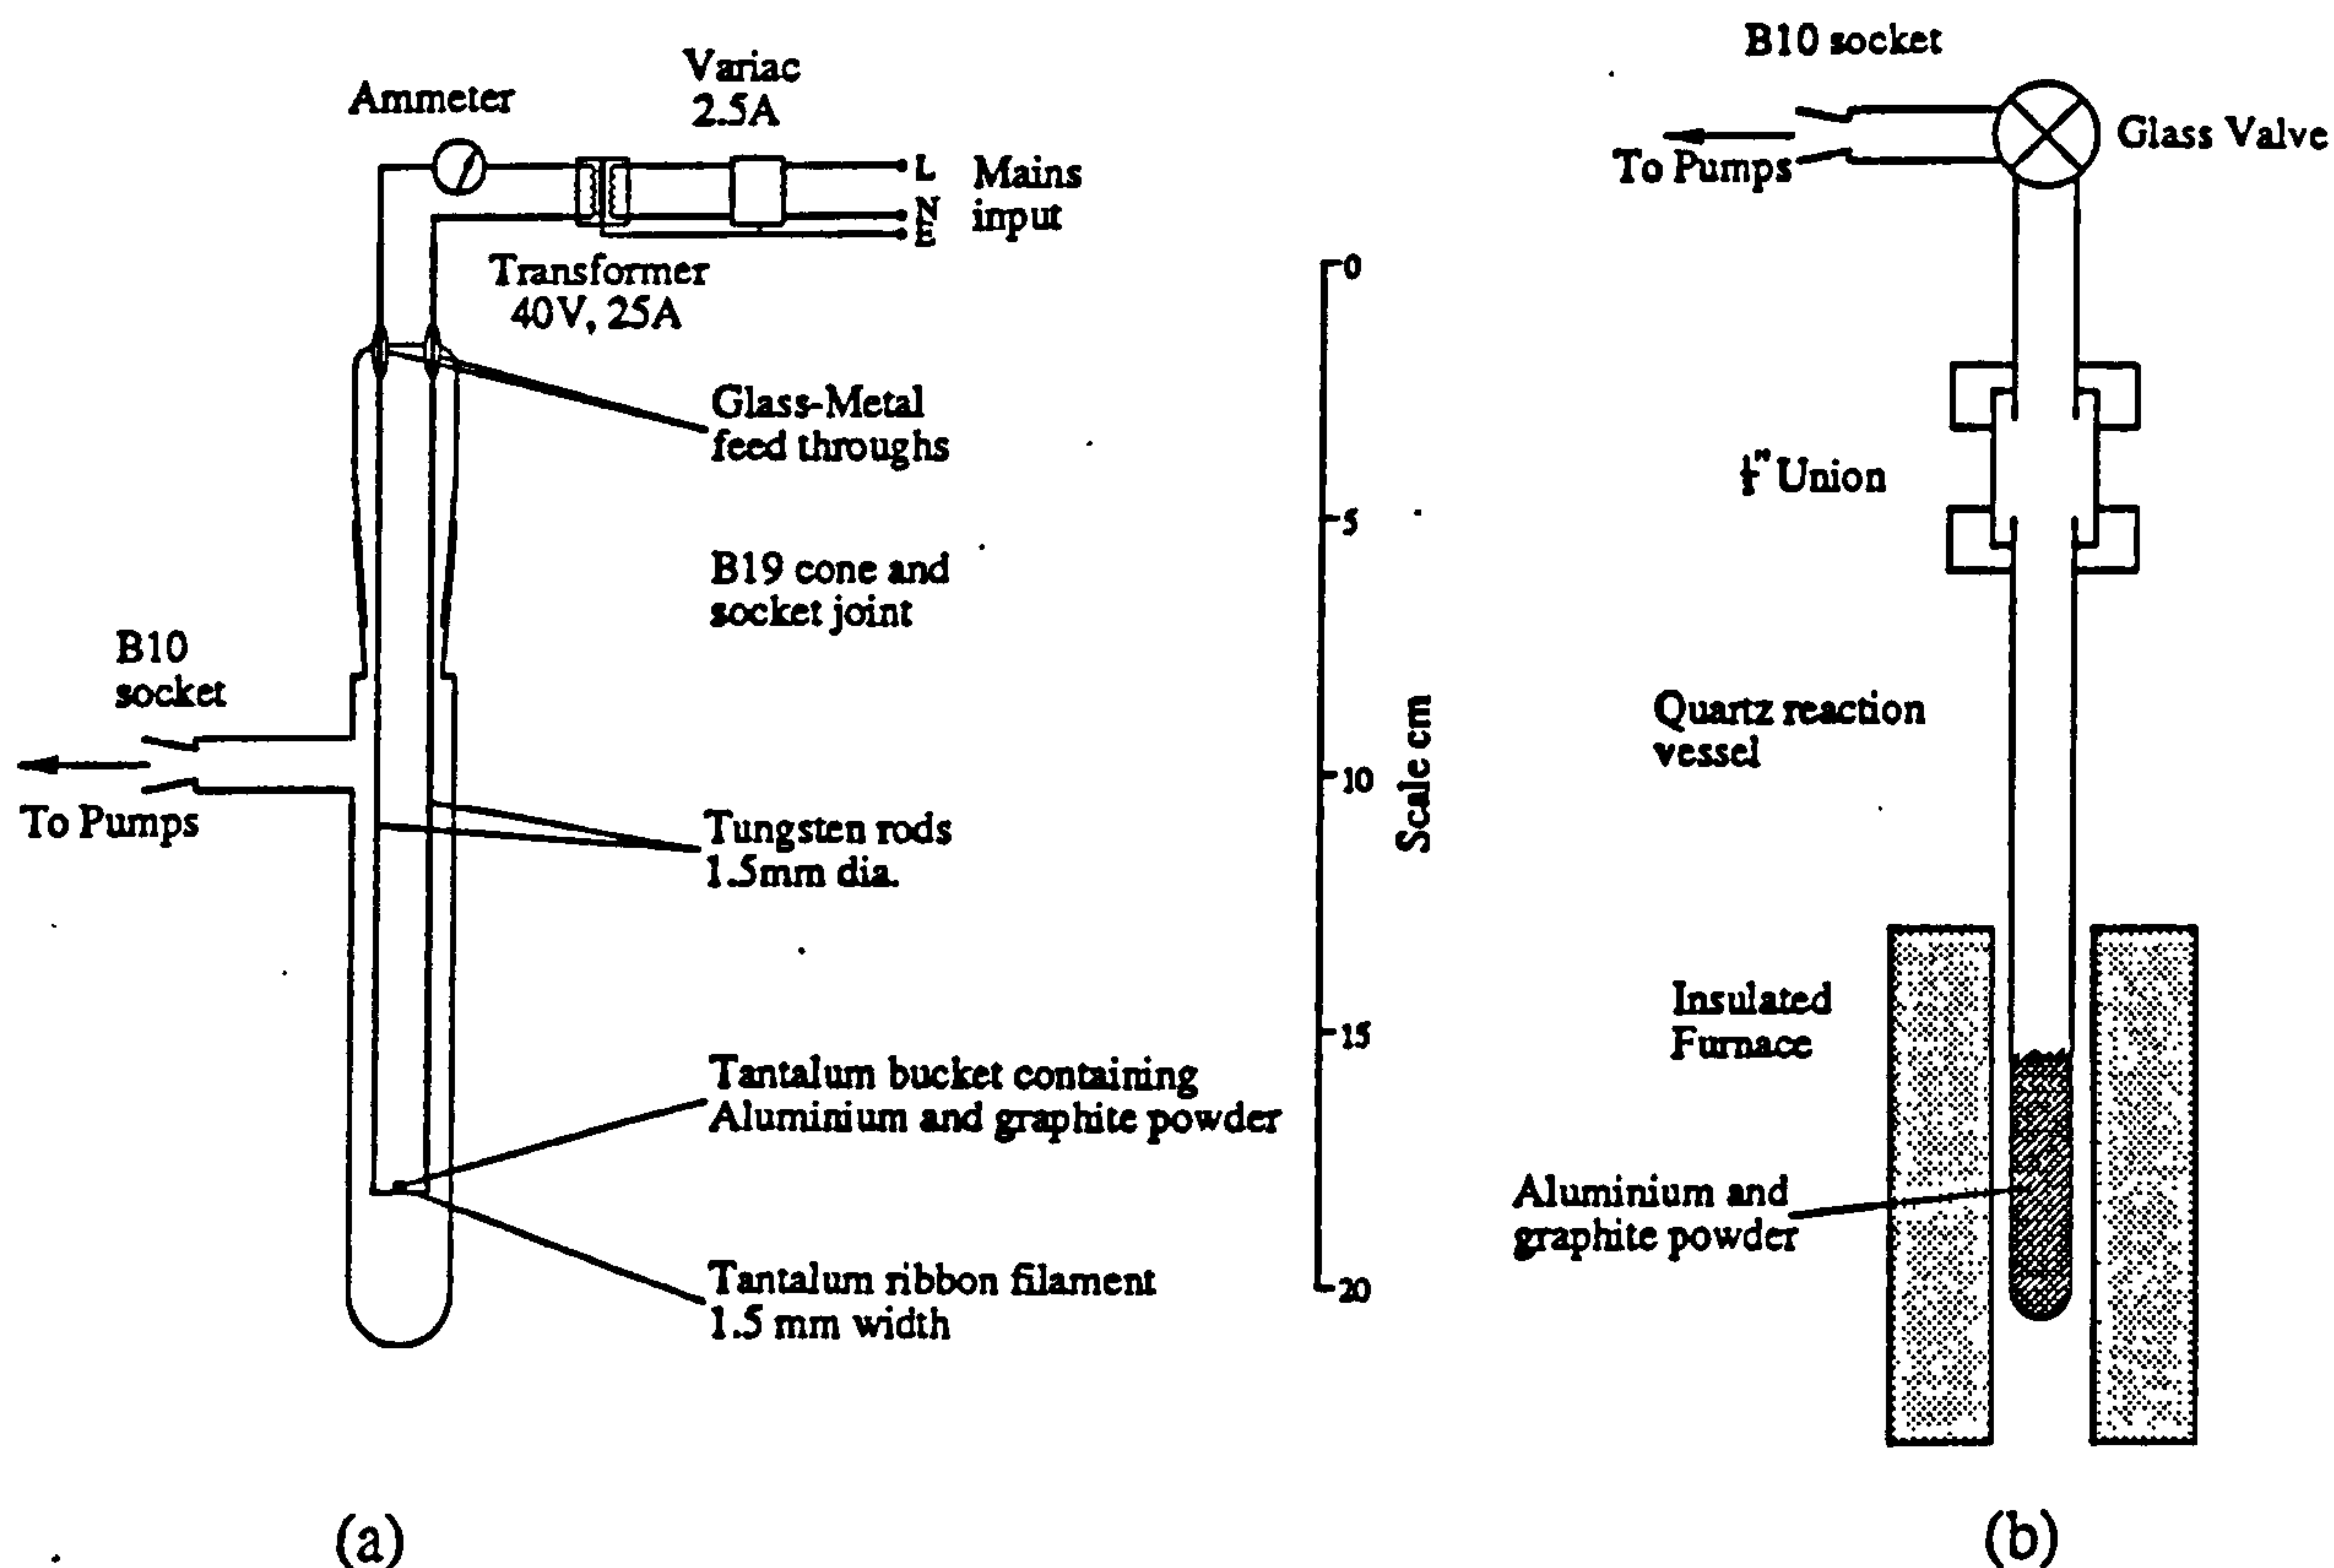 Ammeter
Variac
2.5A
L
N
E
Mains
input
Transformer
40V, 25A
Glass-Metal
feed throughs
B19 cone and
socket joint
B10
socket
To Pumps
Tungsten rods
1.5mm dia.
Tantalum bucket containing
Aluminium and graphite powder
Tantalum ribbon filament
1.5 mm width
(a)
0
5
10
15
20
Scale cm
B10 socket
To Pumps
Glass Valve
Union
Quartz reaction
vessel
Insulated
Furnace
Aluminium and
graphite powder
(b)